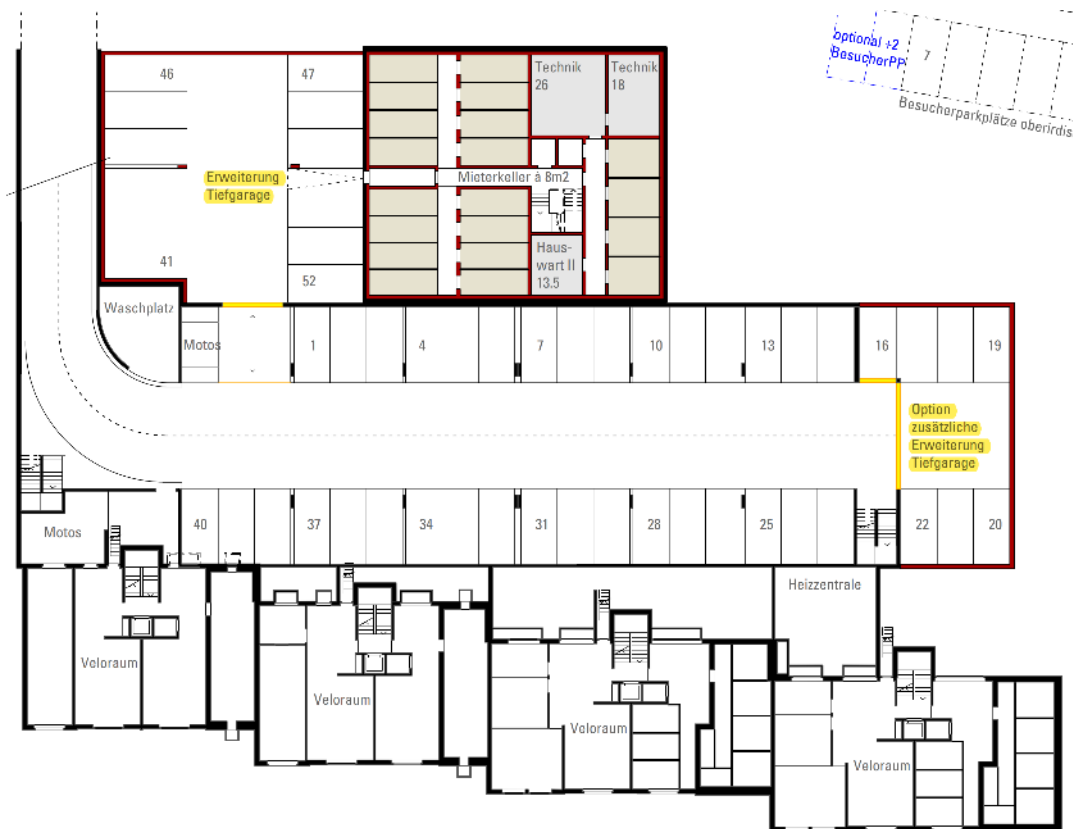 optional +2
BesucherPP
7
Besucherparkplätze oberirdis
46
47
Technik
26
Technik
18
Erweiterung
Tiefgarage
Mieterkeller à 8m2
41
52
Haus-
wart II
13.5
Waschplatz
Motos
1
4
7
10
13
16
19
Option
zusätzliche
Erweiterung
Tiefgarage
Motos
40
37
34
31
28
25
22
20
Heizzentrale
Veloraum
Veloraum
Veloraum
Veloraum